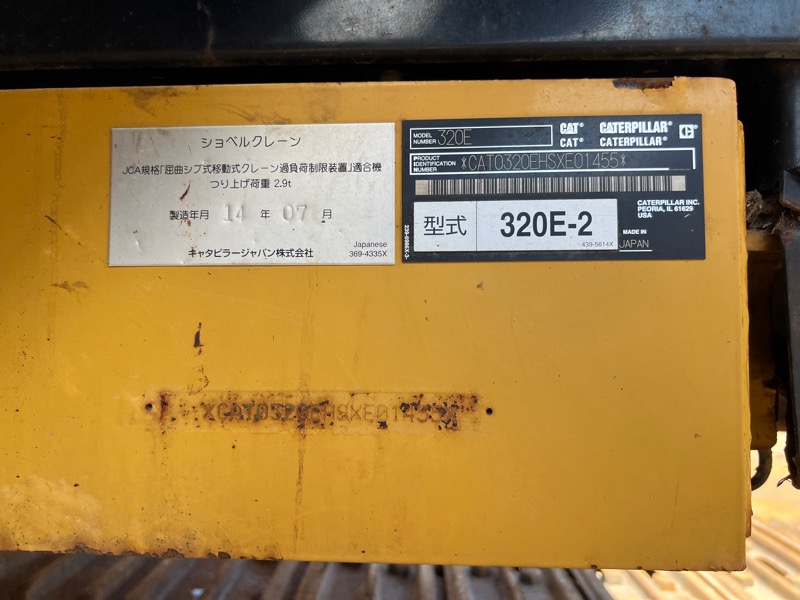 ショベルクレーン
JCA規格「屈曲ジブ式移動式クレーン過負荷制限装置」適合機
つり上げ荷重 2.9t
製造年月 14 年 07 月
キャタピラージャパン株式会社
Japanese
369-4335X
MODEL NUMBER 320E
CAT® CATERPILLAR®
CAT® CATERPILLAR®
PRODUCT IDENTIFICATION NUMBER *CAT0320EHSXE01455*
CATERPILLAR INC.
PEORIA, IL 61629
USA
型式 320E-2
439-5614X
MADE IN
JAPAN
*CAT0320EHSXE01455*